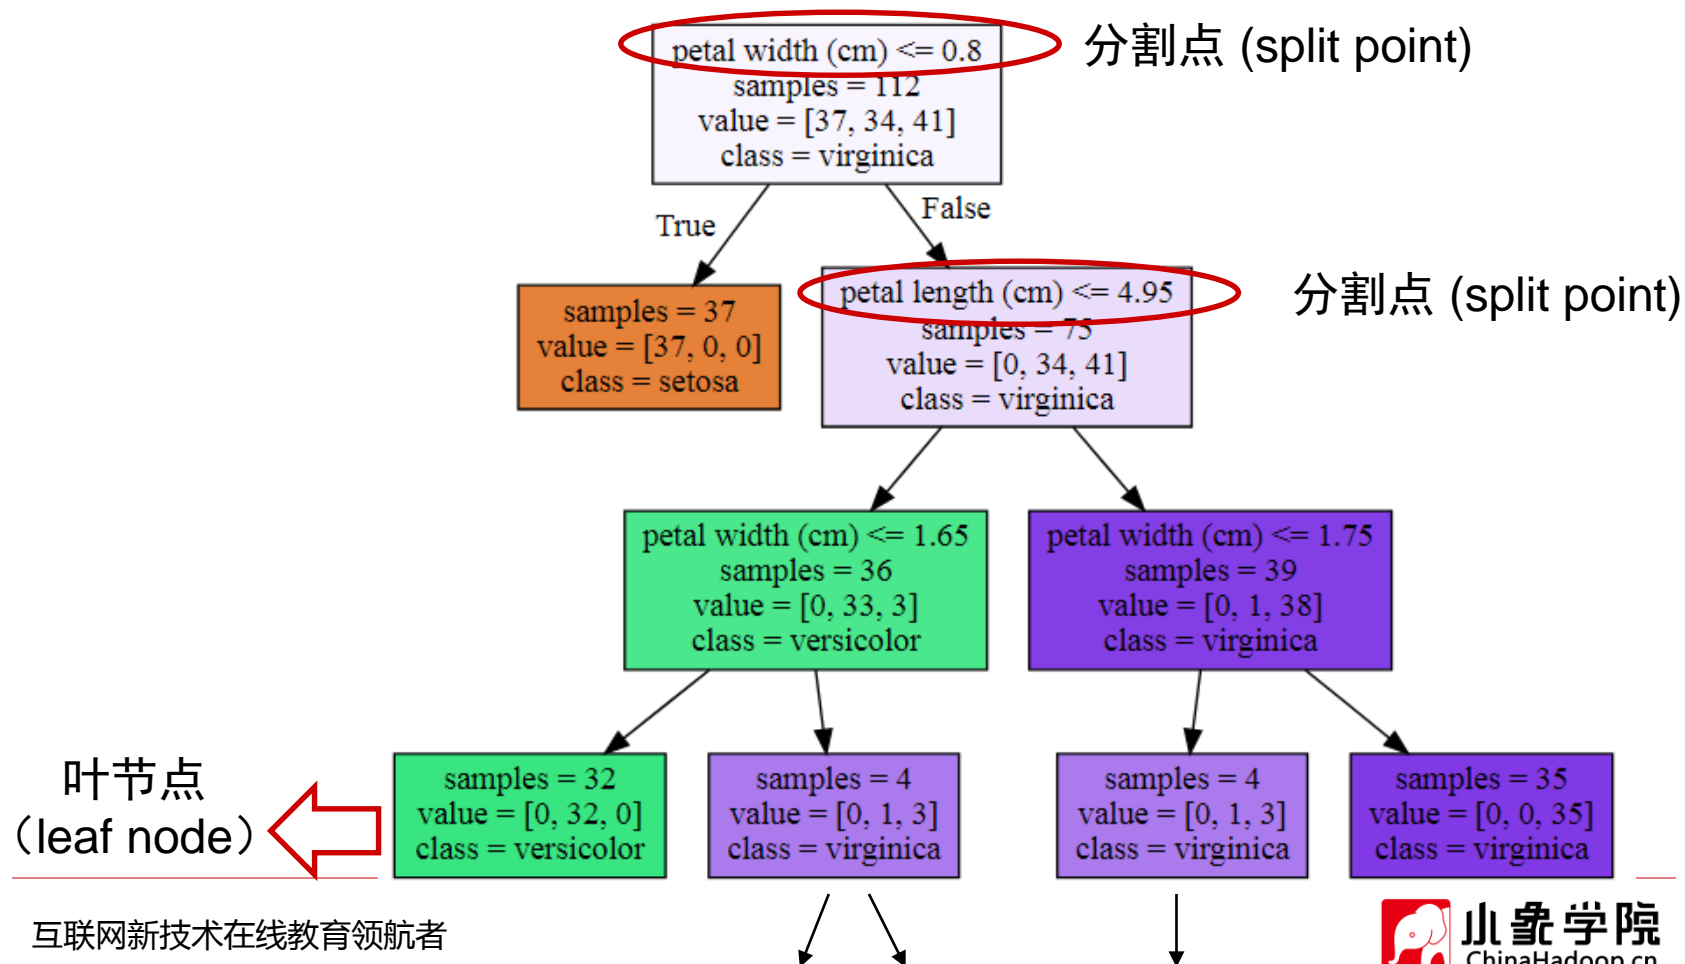 petal width (cm) <= 0.8
samples = 112
value = [37, 34, 41]
class = virginica
分割点 (split point)
True
False
samples = 37
value = [37, 0, 0]
class = setosa
petal length (cm) <= 4.95
samples = 75
value = [0, 34, 41]
class = virginica
分割点 (split point)
petal width (cm) <= 1.65
samples = 36
value = [0, 33, 3]
class = versicolor
petal width (cm) <= 1.75
samples = 39
value = [0, 1, 38]
class = virginica
叶节点
（leaf node）
samples = 32
value = [0, 32, 0]
class = versicolor
samples = 4
value = [0, 1, 3]
class = virginica
samples = 4
value = [0, 1, 3]
class = virginica
samples = 35
value = [0, 0, 35]
class = virginica
互联网新技术在线教育领航者
小象学院
ChinaHadoop.cn